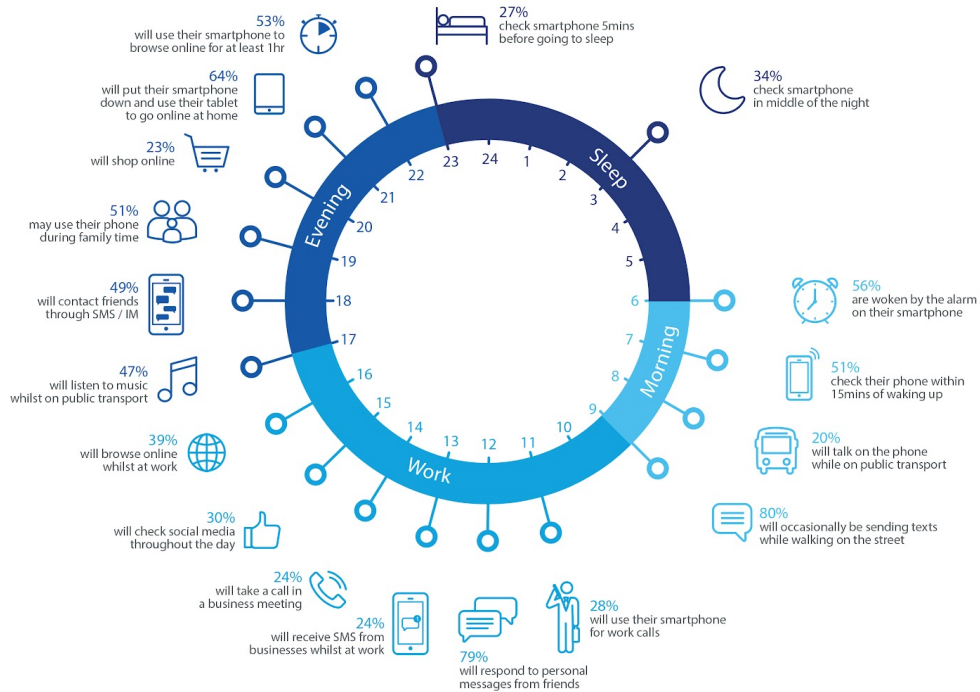 27%
check smartphone 5mins
before going to sleep
34%
check smartphone
in middle of the night
56%
are woken by the alarm
on their smartphone
51%
check their phone within
15mins of waking up
20%
will talk on the phone
while on public transport
80%
will occasionally be sending texts
while walking on the street
28%
will use their smartphone
for work calls
79%
will respond to personal
messages from friends
24%
will receive SMS from
businesses whilst at work
24%
will take a call in
a business meeting
30%
will check social media
throughout the day
39%
will browse online
whilst at work
47%
will listen to music
whilst on public transport
49%
will contact friends
through SMS / IM
51%
may use their phone
during family time
23%
will shop online
64%
will put their smartphone
down and use their tablet
to go online at home
53%
will use their smartphone to
browse online for at least 1hr
Sleep
Morning
Work
Evening
24
1
2
3
4
5
6
7
8
9
10
11
12
13
14
15
16
17
18
19
20
21
22
23